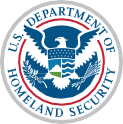 U.S. DEPARTMENT OF
HOMELAND SECURITY